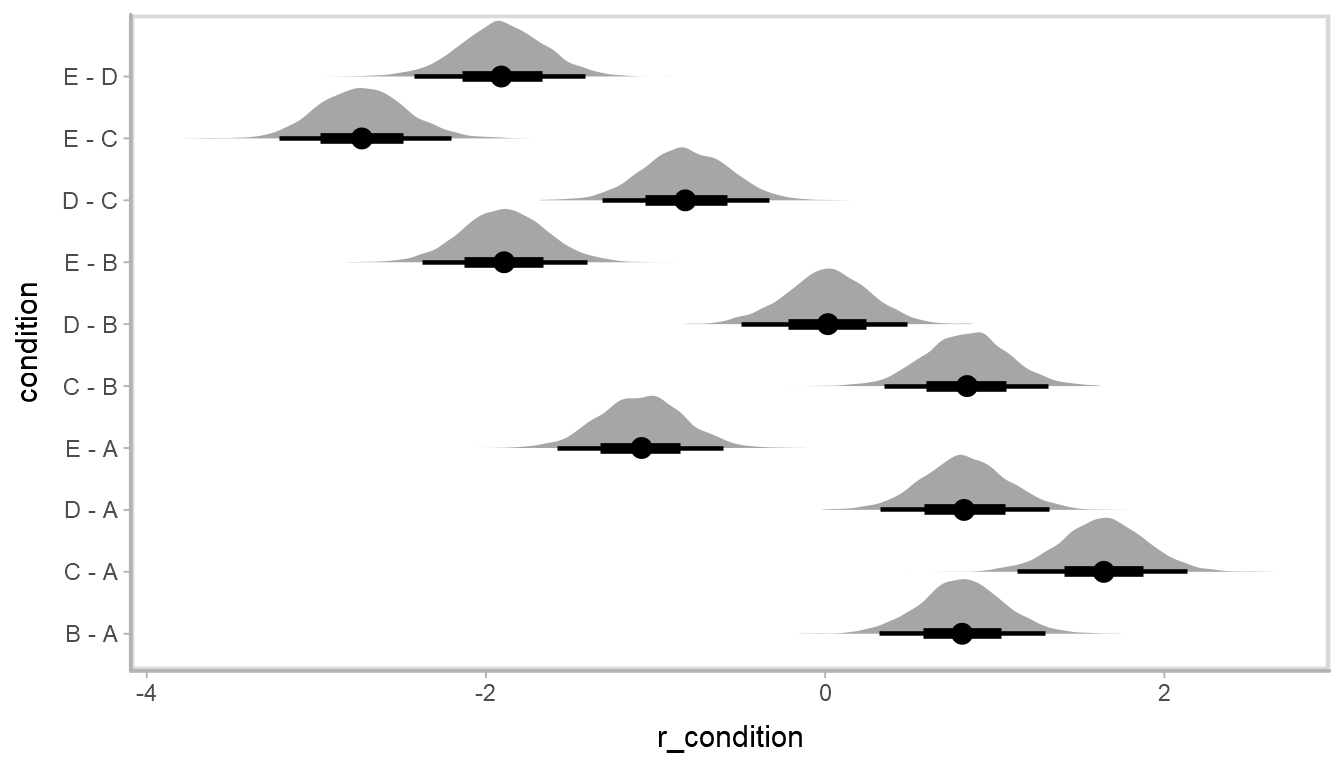 E - D
E - C
D - C
E - B
D - B
C - B
E - A
D - A
C - A
B - A
condition
-4 -2 0 2
r_condition